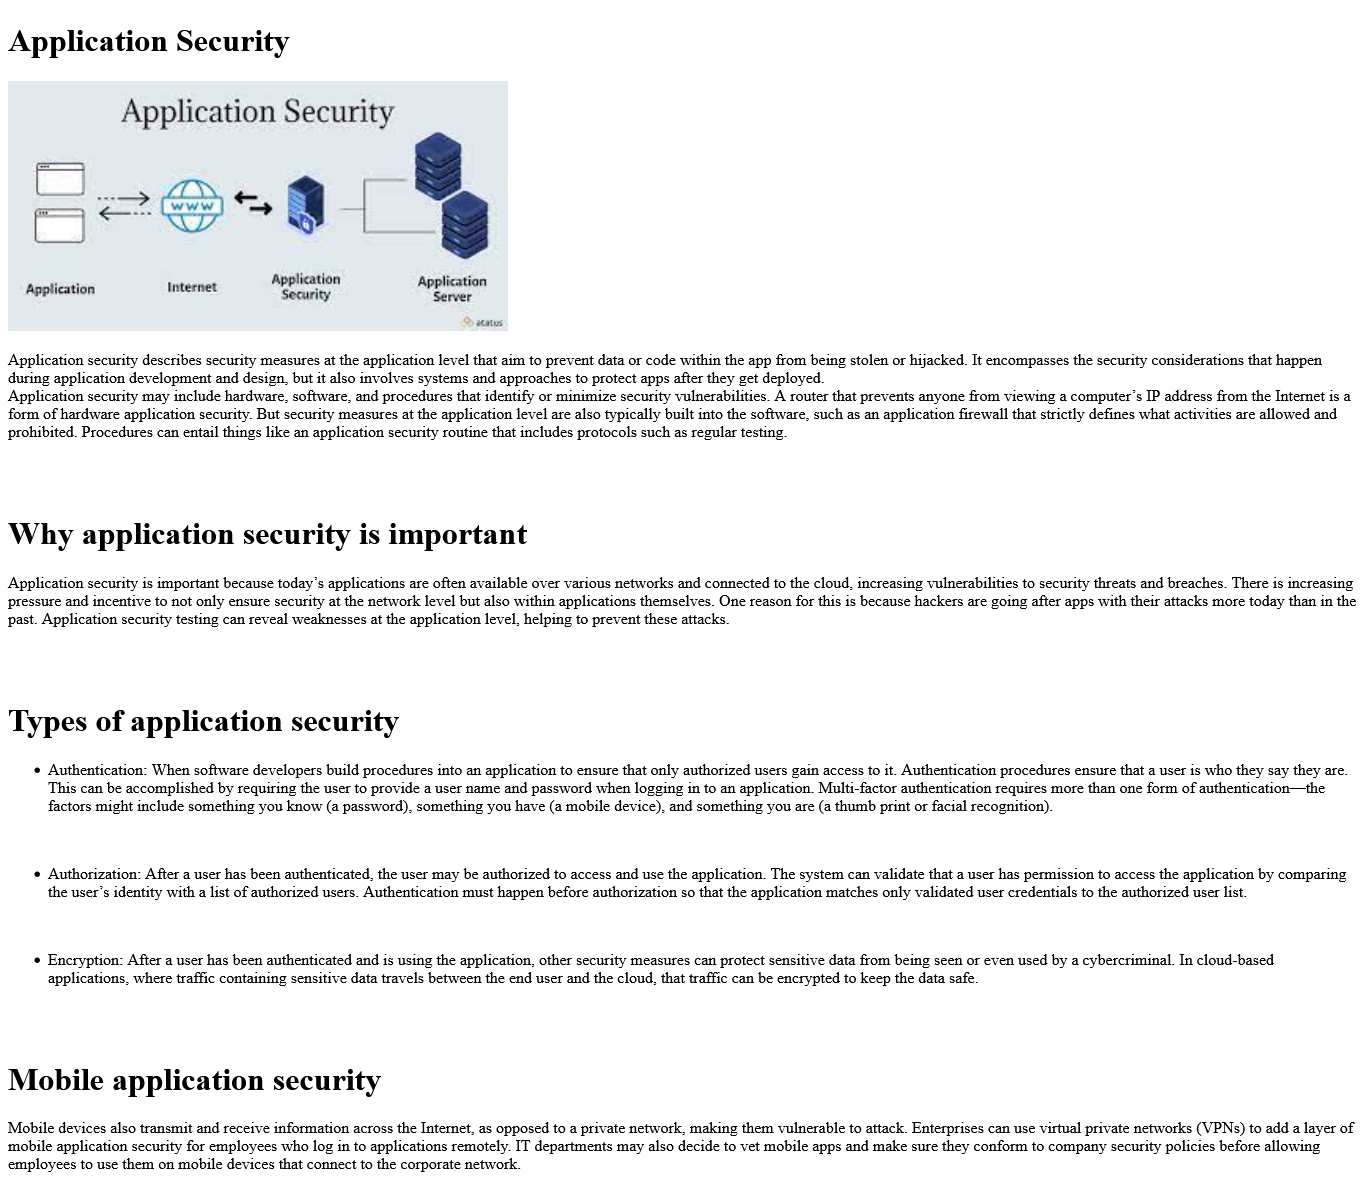 Application Security
Application Security
www
Application
Internet
Application
Security
Application
Server
atatus
Application security describes security measures at the application level that aim to prevent data or code within the app from being stolen or hijacked. It encompasses the security considerations that happen
during application development and design, but it also involves systems and approaches to protect apps after they get deployed.
Application security may include hardware, software, and procedures that identify or minimize security vulnerabilities. A router that prevents anyone from viewing a computer’s IP address from the Internet is a
form of hardware application security. But security measures at the application level are also typically built into the software, such as an application firewall that strictly defines what activities are allowed and
prohibited. Procedures can entail things like an application security routine that includes protocols such as regular testing.
Why application security is important
Application security is important because today’s applications are often available over various networks and connected to the cloud, increasing vulnerabilities to security threats and breaches. There is increasing
pressure and incentive to not only ensure security at the network level but also within applications themselves. One reason for this is because hackers are going after apps with their attacks more today than in the
past. Application security testing can reveal weaknesses at the application level, helping to prevent these attacks.
Types of application security
• Authentication: When software developers build procedures into an application to ensure that only authorized users gain access to it. Authentication procedures ensure that a user is who they say they are.
This can be accomplished by requiring the user to provide a user name and password when logging in to an application. Multi-factor authentication requires more than one form of authentication—the
factors might include something you know (a password), something you have (a mobile device), and something you are (a thumb print or facial recognition).
• Authorization: After a user has been authenticated, the user may be authorized to access and use the application. The system can validate that a user has permission to access the application by comparing
the user’s identity with a list of authorized users. Authentication must happen before authorization so that the application matches only validated user credentials to the authorized user list.
• Encryption: After a user has been authenticated and is using the application, other security measures can protect sensitive data from being seen or even used by a cybercriminal. In cloud-based
applications, where traffic containing sensitive data travels between the end user and the cloud, that traffic can be encrypted to keep the data safe.
Mobile application security
Mobile devices also transmit and receive information across the Internet, as opposed to a private network, making them vulnerable to attack. Enterprises can use virtual private networks (VPNs) to add a layer of
mobile application security for employees who log in to applications remotely. IT departments may also decide to vet mobile apps and make sure they conform to company security policies before allowing
employees to use them on mobile devices that connect to the corporate network.